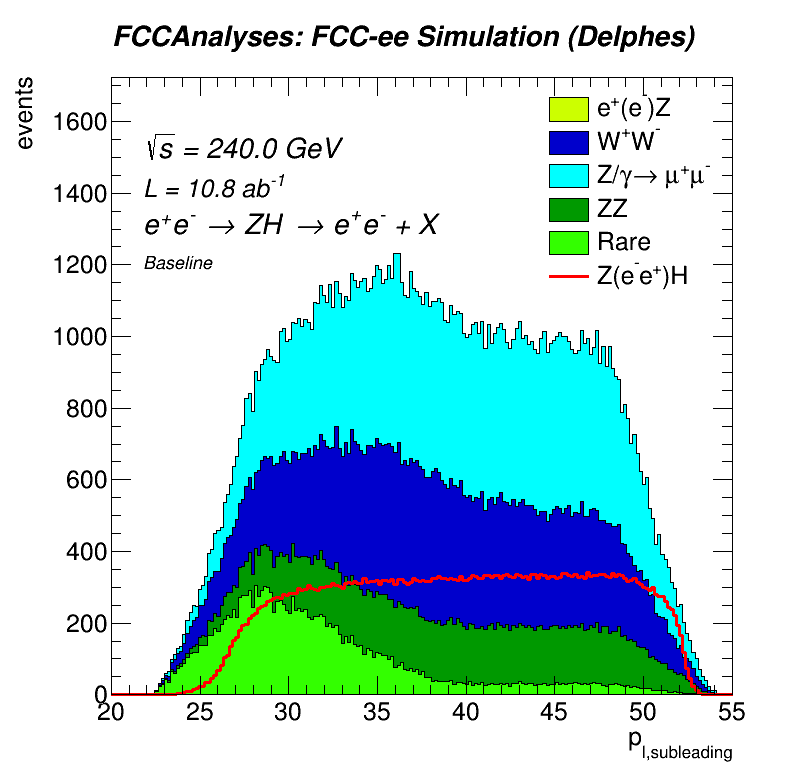 FCCAnalyses: FCC-ee Simulation (Delphes)
events
1600
1400
1200
1000
800
600
400
200
0
√s = 240.0 GeV
L = 10.8 ab⁻¹
e⁺e⁻ → ZH → e⁺e⁻ + X
Baseline
e⁺(e⁻)Z
W⁺W⁻
Z/γ→ μ⁺μ⁻
ZZ
Rare
Z(e⁻e⁺)H
20 25 30 35 40 45 50 55
p_l,subleading